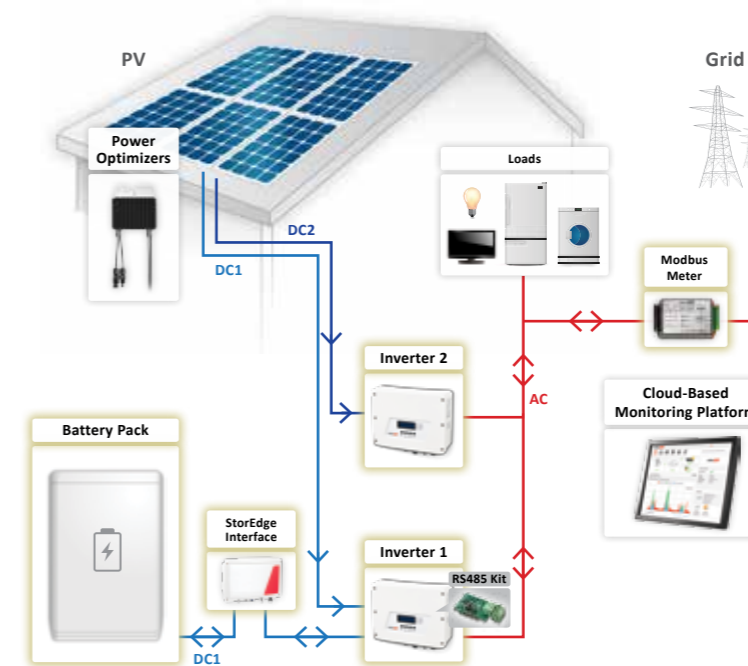 PV
Grid
Power
Optimizers
Loads
DC2
DC1
Modbus
Meter
Inverter 2
AC
Cloud-Based
Monitoring Platform
Battery Pack
StorEdge
Interface
Inverter 1
RS485 Kit
DC1